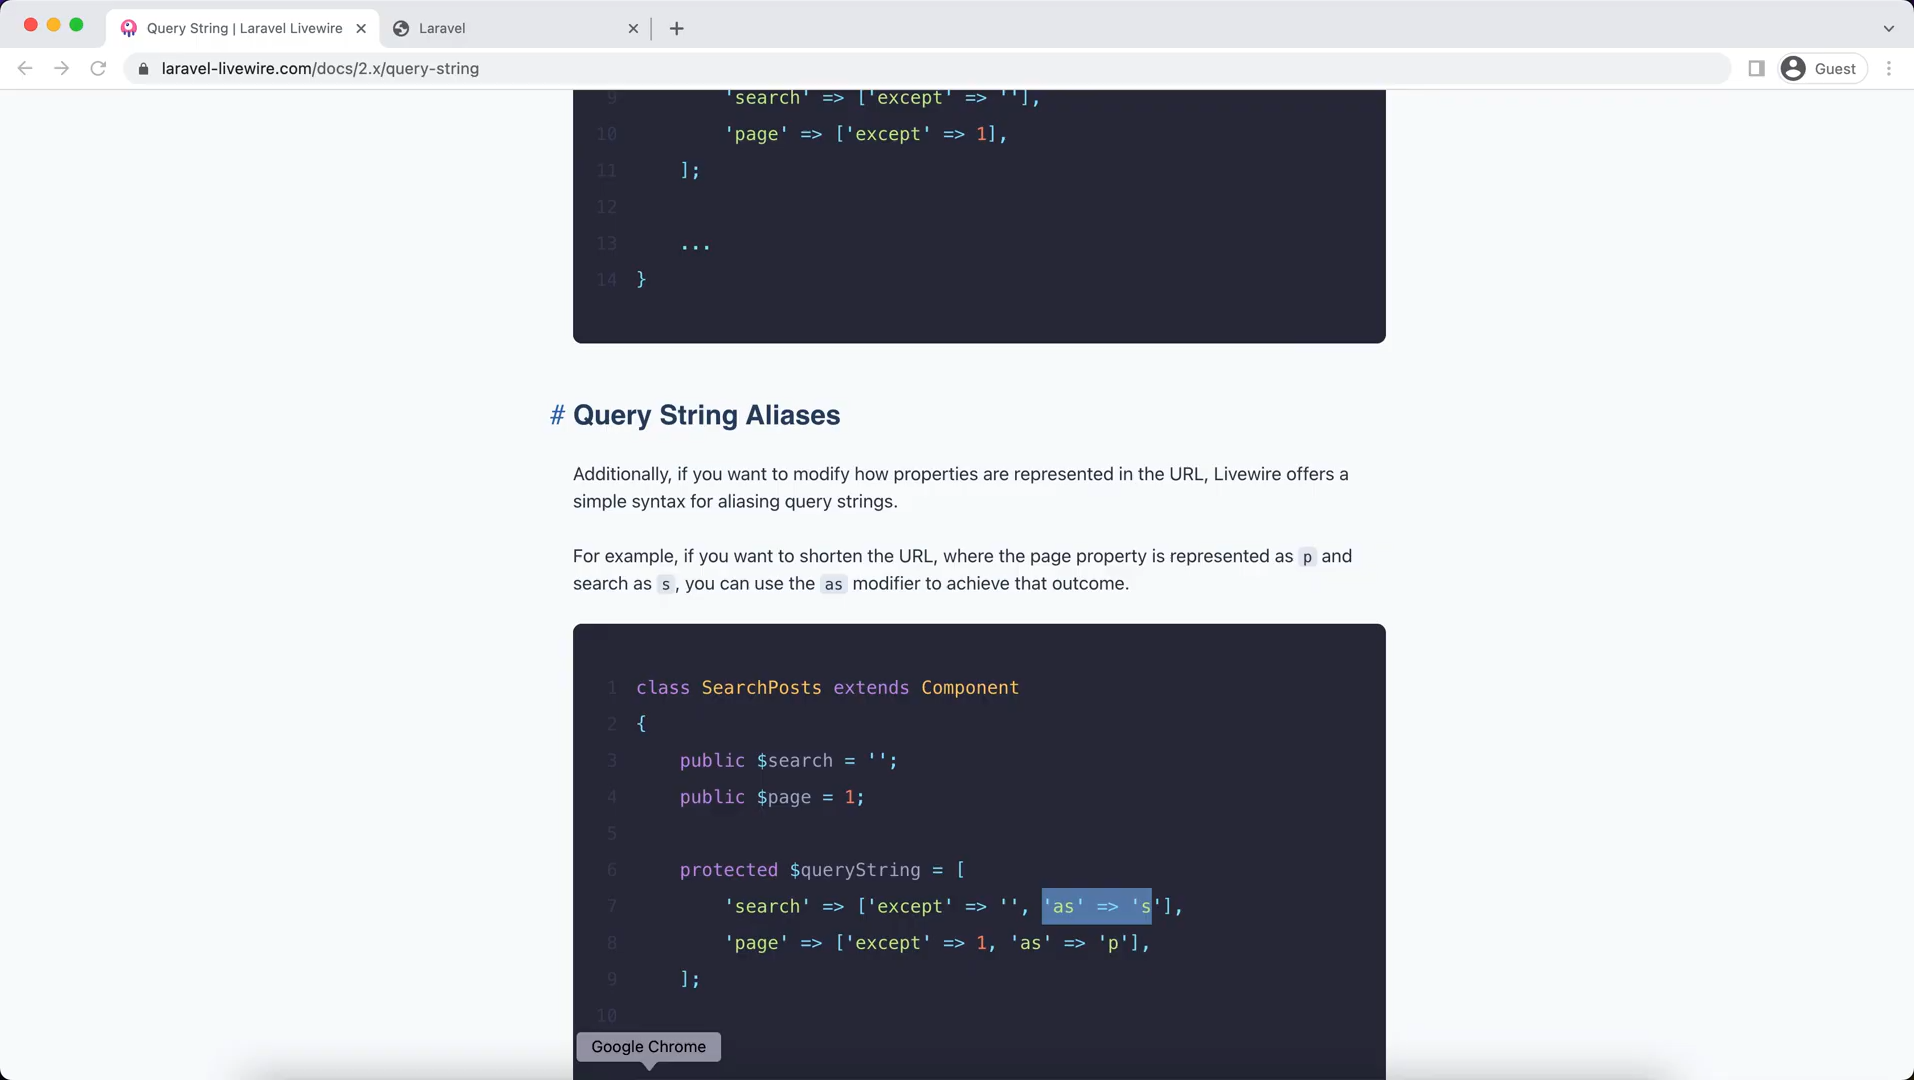 Query String | Laravel Livewire
Laravel
laravel-livewire.com/docs/2.x/query-string
Guest
9 'search' => ['except' => ''],
10 'page' => ['except' => 1],
11 ];
12
13 ...
14 }
# Query String Aliases
Additionally, if you want to modify how properties are represented in the URL, Livewire offers a
simple syntax for aliasing query strings.
For example, if you want to shorten the URL, where the page property is represented as p and
search as s, you can use the as modifier to achieve that outcome.
1 class SearchPosts extends Component
2 {
3 public $search = '';
4 public $page = 1;
5
6 protected $queryString = [
7 'search' => ['except' => '', 'as' => 's'],
8 'page' => ['except' => 1, 'as' => 'p'],
9 ];
10
Google Chrome